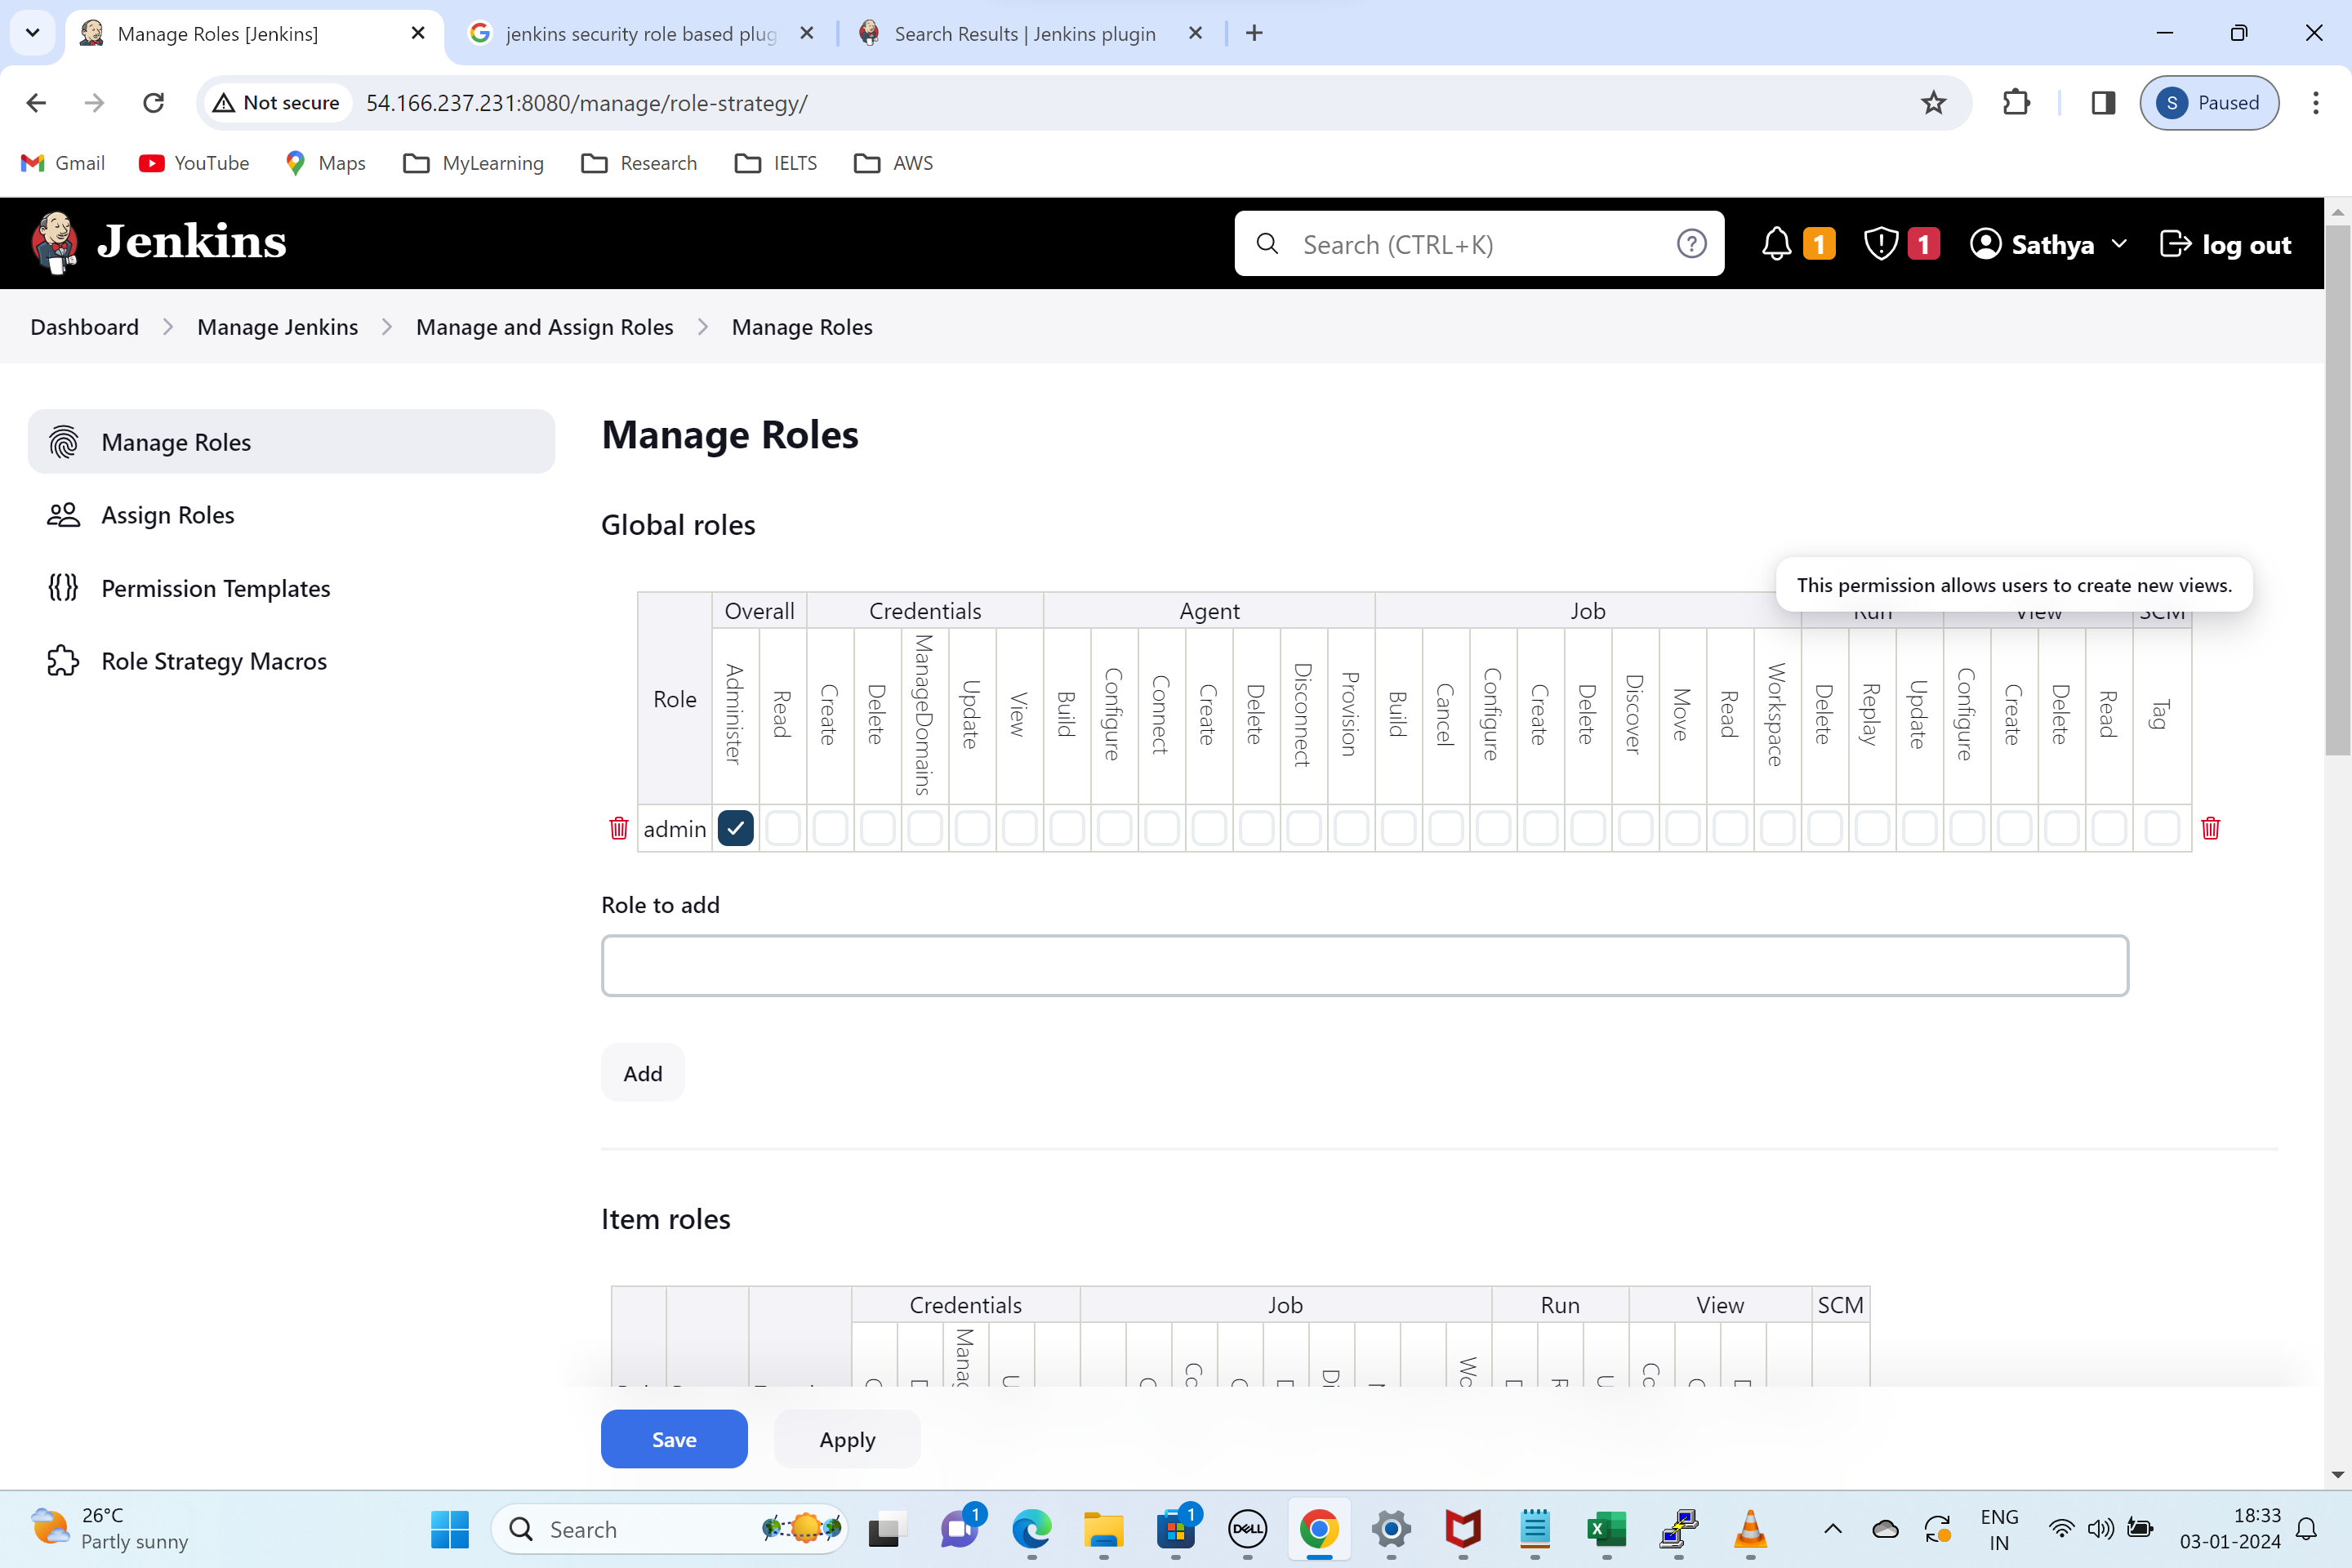 Manage Roles [Jenkins]
jenkins security role based plug
Search Results | Jenkins plugin
Not secure
54.166.237.231:8080/manage/role-strategy/
S Paused
Gmail
YouTube
Maps
MyLearning
Research
IELTS
AWS
Jenkins
Search (CTRL+K)
1
1
Sathya
log out
Dashboard
Manage Jenkins
Manage and Assign Roles
Manage Roles
Manage Roles
Assign Roles
Permission Templates
Role Strategy Macros
Manage Roles
Global roles
This permission allows users to create new views.
Overall
Credentials
Agent
Job
Run
View
SCM
Role
Administer
Read
Create
Delete
ManageDomains
Update
View
Build
Configure
Connect
Create
Delete
Disconnect
Provision
Build
Cancel
Configure
Create
Delete
Discover
Move
Read
Workspace
Delete
Replay
Update
Configure
Create
Delete
Read
Tag
admin
Role to add
Add
Item roles
Credentials
Job
Run
View
SCM
Save
Apply
26°C
Partly sunny
Search
1
1
DELL
ENG
IN
18:33
03-01-2024